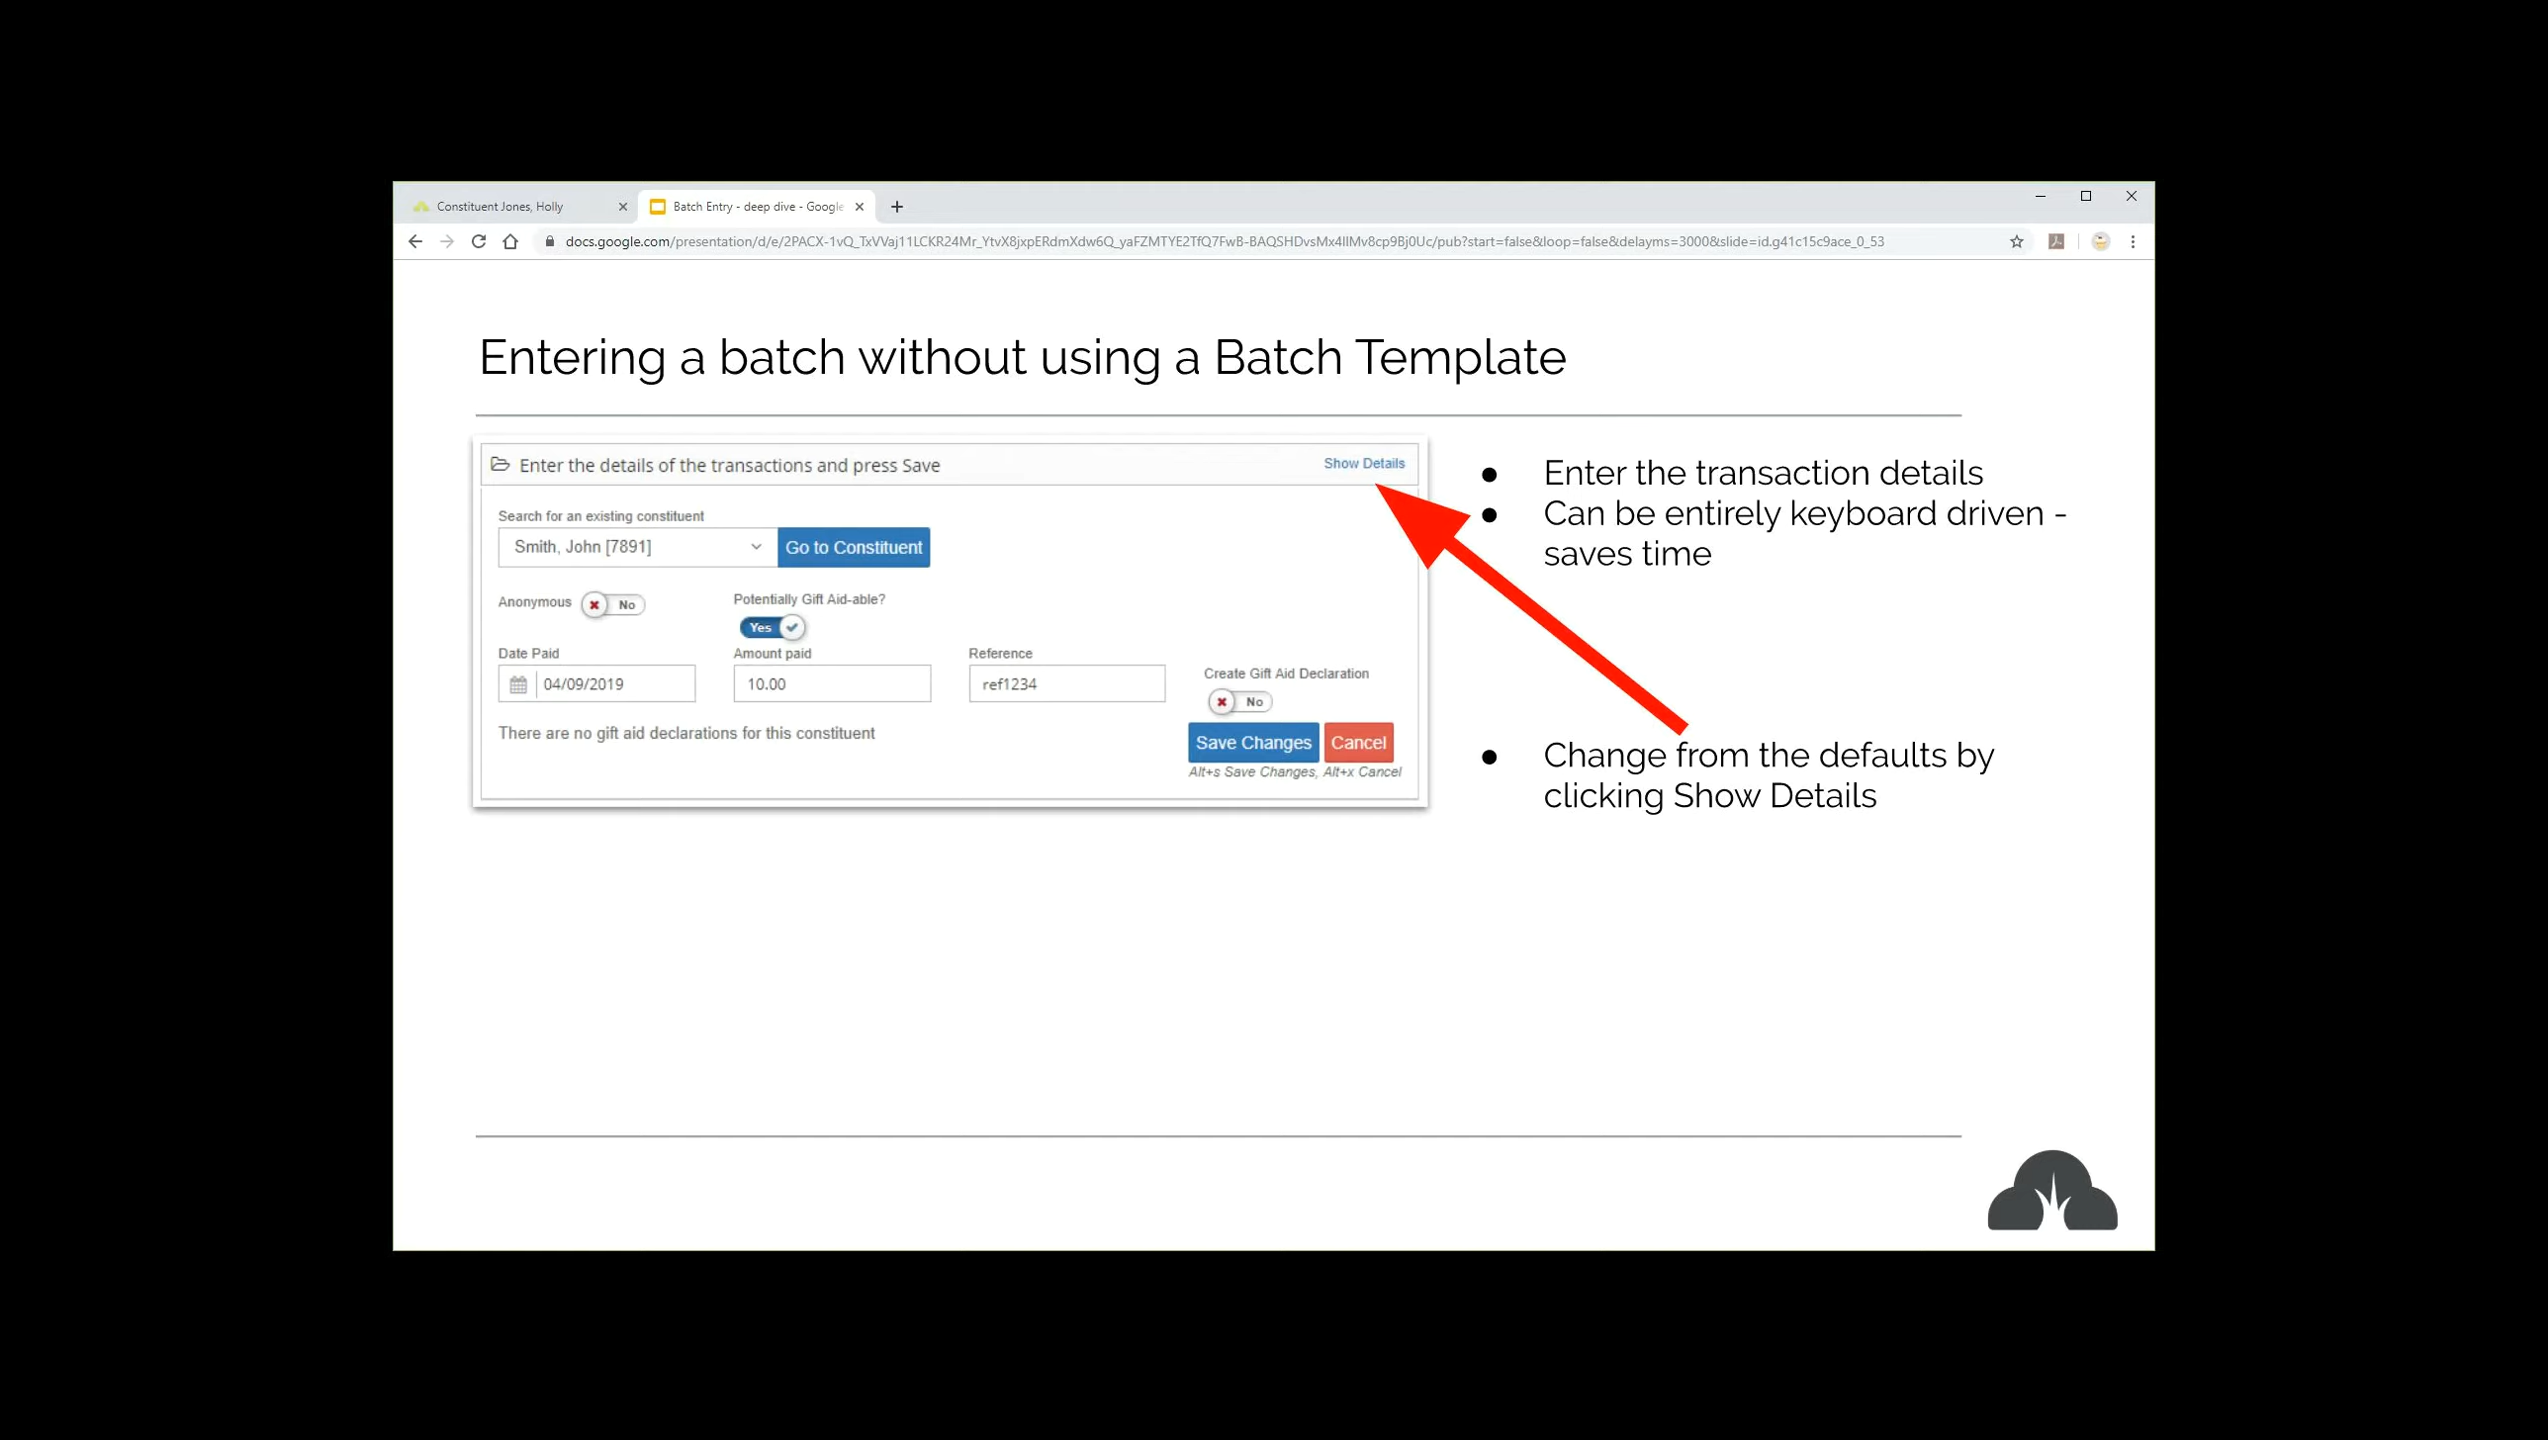 Constituent Jones, Holly
Batch Entry - deep dive - Google
docs.google.com/presentation/d/e/2PACX-1vQ_TxVVaj11LCKR24Mr_YtvX8jxpERdmXdw6Q_yaFZMTYE2TfQ7FwB-BAQSHDvsMx4IIMv8cp9Bj0Uc/pub?start=false&loop=false&delayms=3000&slide=id.g41c15c9ace_0_53
Entering a batch without using a Batch Template
Enter the details of the transactions and press Save
Show Details
Search for an existing constituent
Smith, John [7891]
Go to Constituent
Anonymous
No
Potentially Gift Aid-able?
Yes
Date Paid
04/09/2019
Amount paid
10.00
Reference
ref1234
Create Gift Aid Declaration
No
There are no gift aid declarations for this constituent
Save Changes
Cancel
Alt+s Save Changes, Alt+x Cancel
● Enter the transaction details
● Can be entirely keyboard driven -
saves time
● Change from the defaults by
clicking Show Details